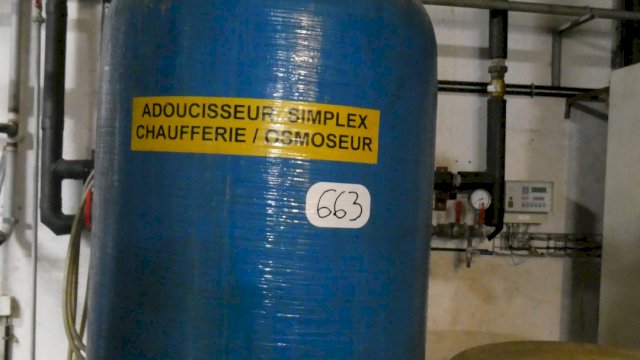 ADOUCISSEUR SIMPLEX
CHAUFFERIE / OSMOSEUR
663